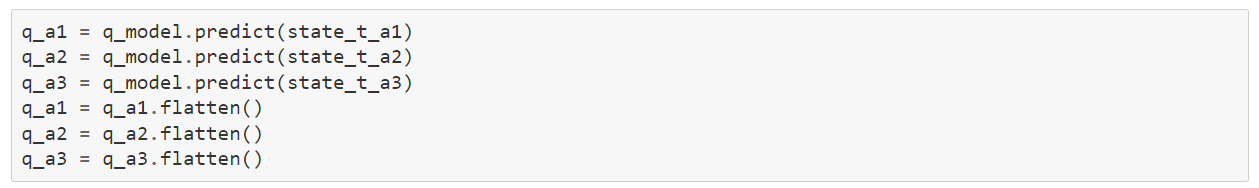 q_a1 = q_model.predict(state_t_a1)
q_a2 = q_model.predict(state_t_a2)
q_a3 = q_model.predict(state_t_a3)
q_a1 = q_a1.flatten()
q_a2 = q_a2.flatten()
q_a3 = q_a3.flatten()